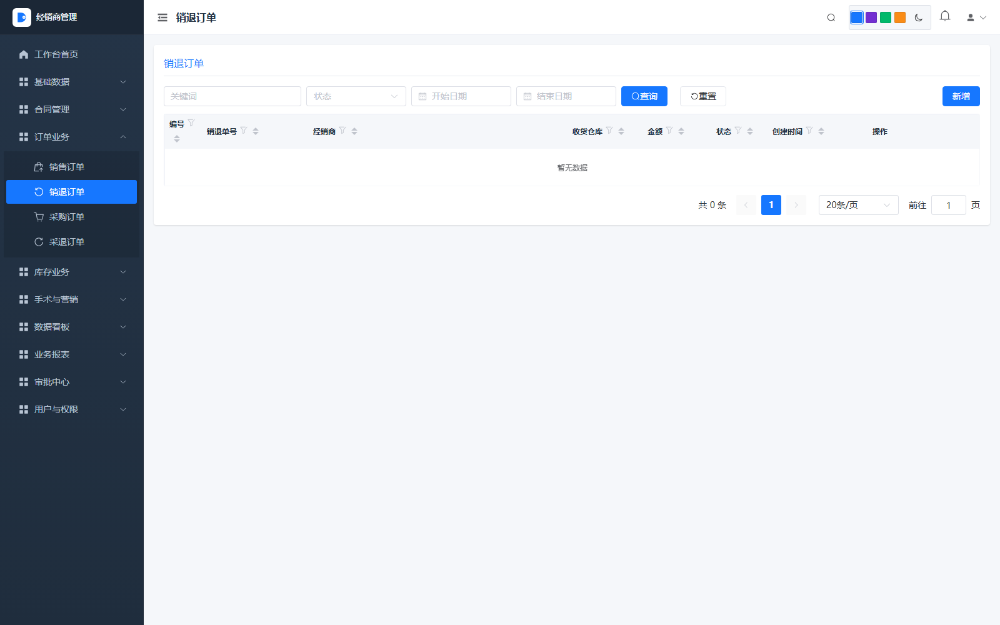 经销商管理
工作台首页
基础数据
合同管理
订单业务
销售订单
销退订单
采购订单
采退订单
库存业务
手术与营销
数据看板
业务报表
审批中心
用户与权限
销退订单
销退订单
关键词 状态 开始日期 结束日期 查询 重置 新增
编号 销退单号 经销商 收货仓库 金额 状态 创建时间 操作
暂无数据
共 0 条 1 20条/页 前往 1 页